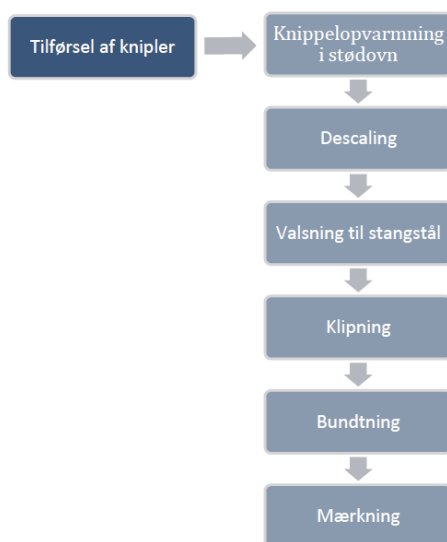 Tilførsel af knipler
Knippelopvarmning
i stødovn
Descaling
Valsning til stangstål
Klipning
Bundtning
Mærkning